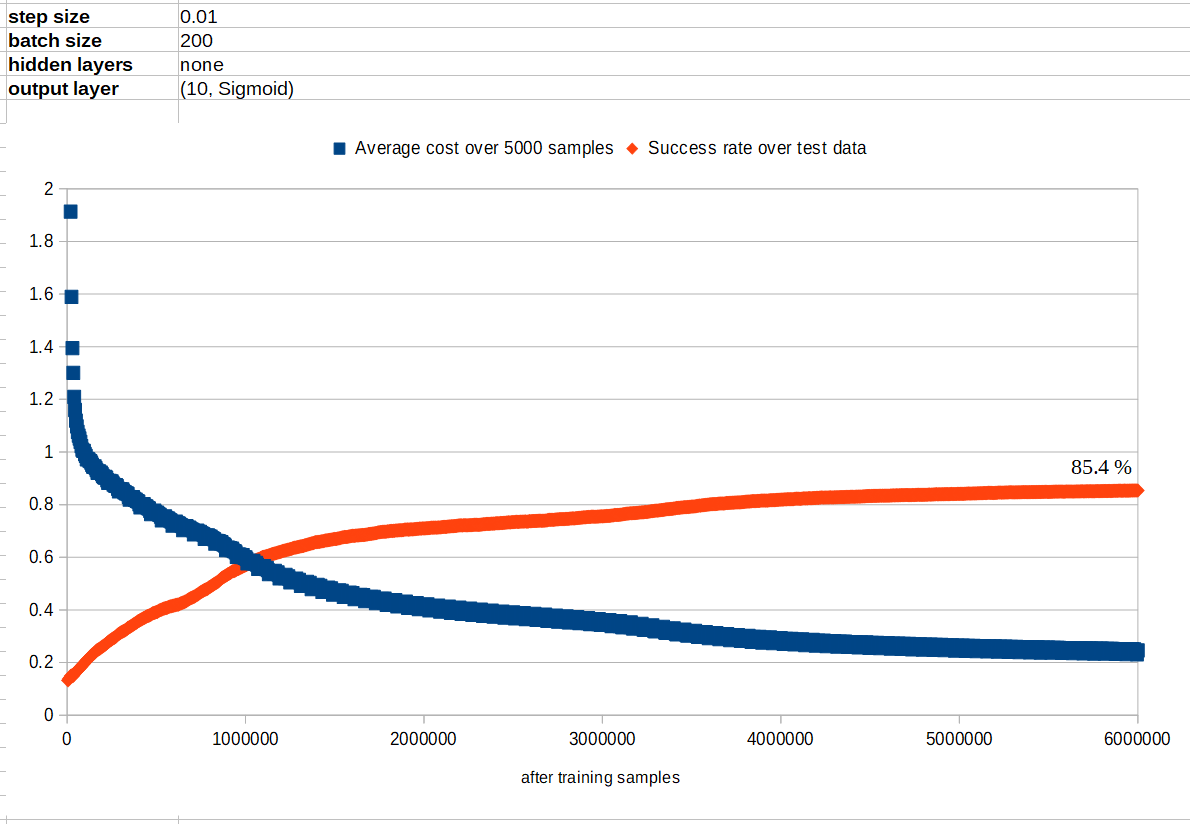 step size 0.01
batch size 200
hidden layers none
output layer (10, Sigmoid)
Average cost over 5000 samples Success rate over test data
2
1.8
1.6
1.4
1.2
1
85.4 %
0.8
0.6
0.4
0.2
0
0 1000000 2000000 3000000 4000000 5000000 6000000
after training samples